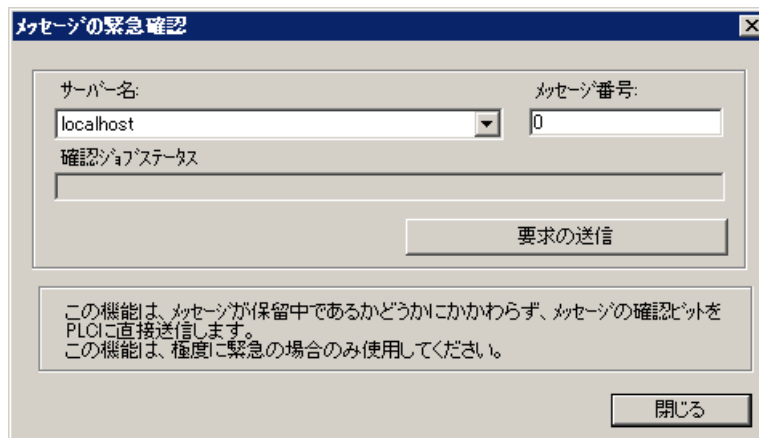 メッセージの緊急確認
サーバー名:
メッセージ番号:
localhost
0
確認ジョブステータス
要求の送信
この機能は、メッセージが保留中であるかどうかにかかわらず、メッセージの確認ビットを
PLCに直接送信します。
この機能は、極度に緊急の場合のみ使用してください。
閉じる